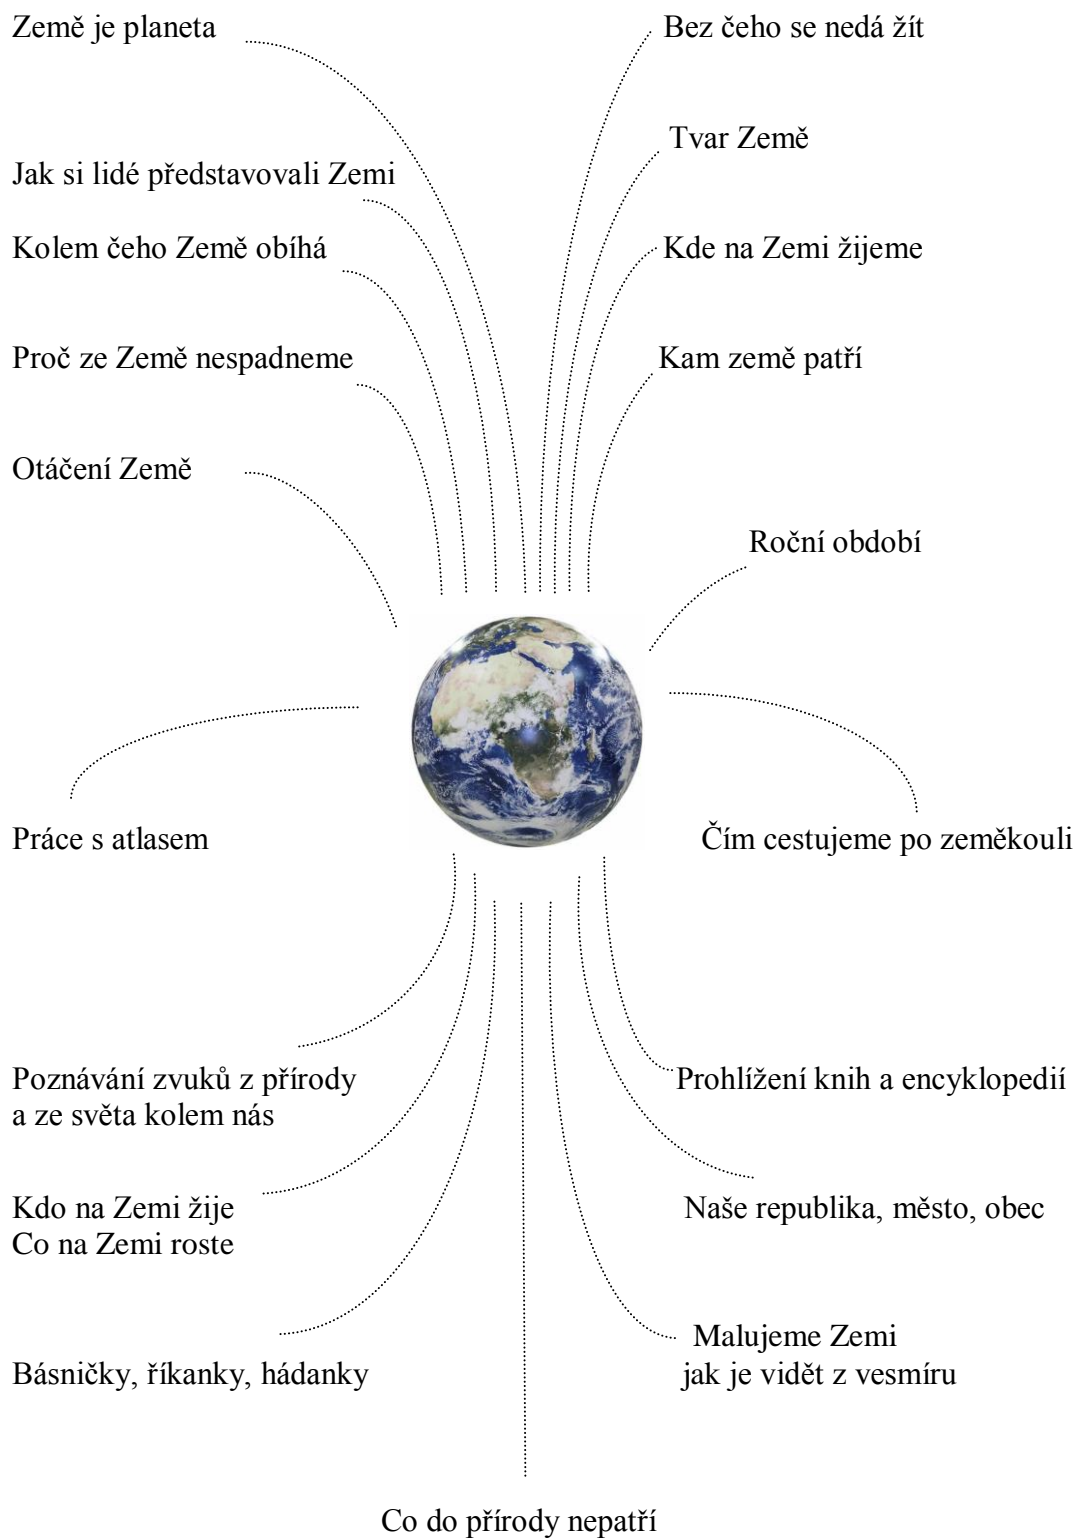 Země je planeta
Bez čeho se nedá žít
Tvar Země
Jak si lidé představovali Zemi
Kolem čeho Země obíhá
Kde na Zemi žijeme
Proč ze Země nespadneme
Kam země patří
Otáčení Země
Roční období
Práce s atlasem
Čím cestujeme po zeměkouli
Poznávání zvuků z přírody
a ze světa kolem nás
Prohlížení knih a encyklopedií
Kdo na Zemi žije
Co na Zemi roste
Naše republika, město, obec
Malujeme Zemi
jak je vidět z vesmíru
Básničky, říkanky, hádanky
Co do přírody nepatří